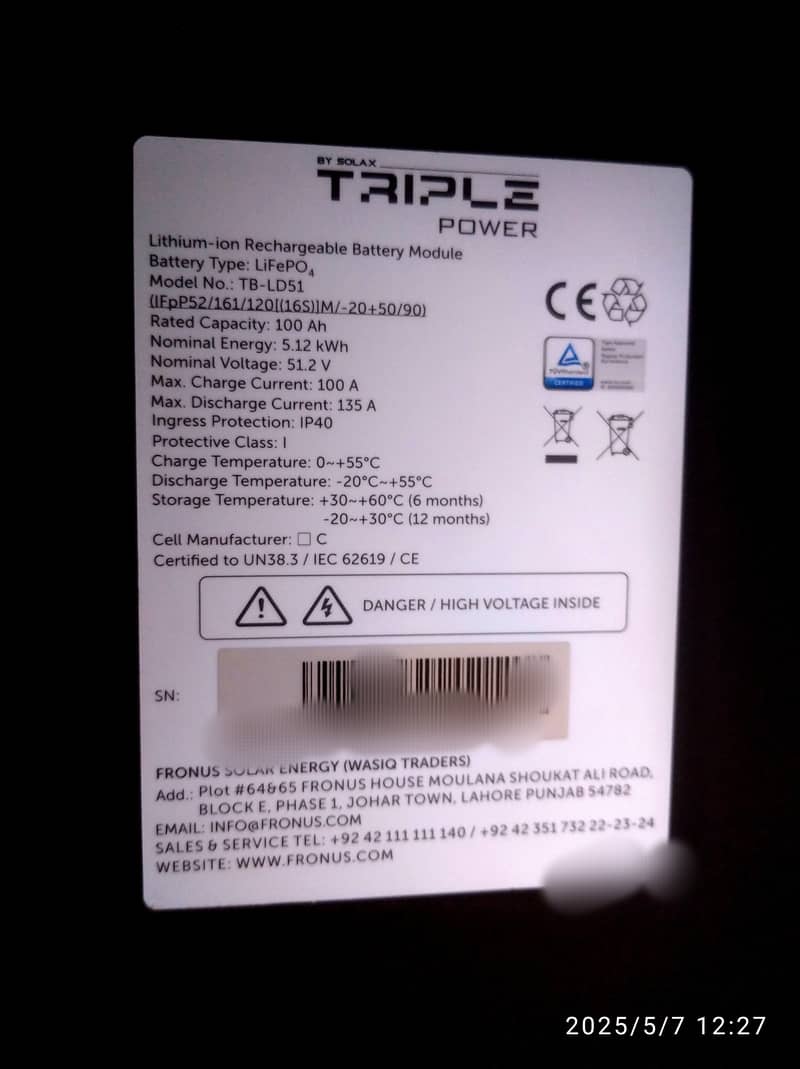 BY SOLAX
TRIPLE
POWER
Lithium-ion Rechargeable Battery Module
Battery Type: LiFePO₄
Model No.: TB-LD51
(IFpP52/161/120[(16S)]M/-20+50/90)
Rated Capacity: 100 Ah
Nominal Energy: 5.12 kWh
Nominal Voltage: 51.2 V
Max. Charge Current: 100 A
Max. Discharge Current: 135 A
Ingress Protection: IP40
Protective Class: I
Charge Temperature: 0~+55°C
Discharge Temperature: -20°C~+55°C
Storage Temperature: +30~+60°C (6 months)
-20~+30°C (12 months)
Cell Manufacturer: ☐ C
Certified to UN38.3 / IEC 62619 / CE
CE
TÜVRheinland
CERTIFIED
DANGER / HIGH VOLTAGE INSIDE
SN:
FRONUS SOLAR ENERGY (WASIQ TRADERS)
Add.: Plot #64&65 FRONUS HOUSE MOULANA SHOUKAT ALI ROAD,
BLOCK E, PHASE 1, JOHAR TOWN, LAHORE PUNJAB 54782
EMAIL: INFO@FRONUS.COM
SALES & SERVICE TEL: +92 42 111 111 140 / +92 42 351 732 22-23-24
WEBSITE: WWW.FRONUS.COM
2025/5/7 12:27